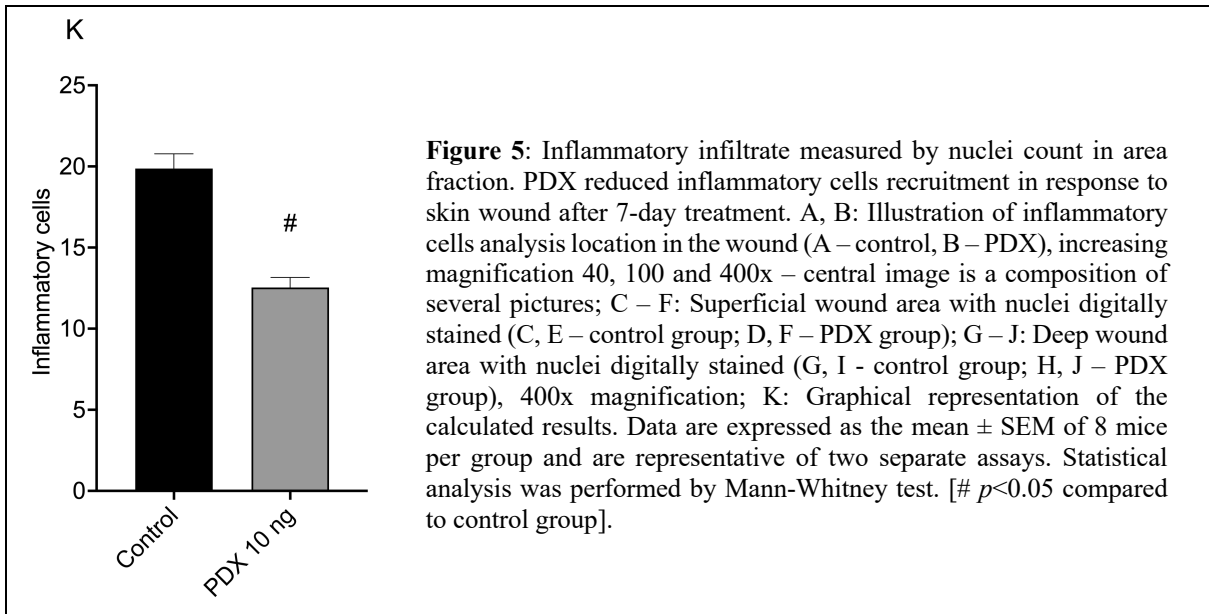 K
25
20
15
10
5
0
Inflammatory cells
#
Control
PDX 10 ng
Figure 5: Inflammatory infiltrate measured by nuclei count in area
fraction. PDX reduced inflammatory cells recruitment in response to
skin wound after 7-day treatment. A, B: Illustration of inflammatory
cells analysis location in the wound (A – control, B – PDX), increasing
magnification 40, 100 and 400x – central image is a composition of
several pictures; C – F: Superficial wound area with nuclei digitally
stained (C, E – control group; D, F – PDX group); G – J: Deep wound
area with nuclei digitally stained (G, I - control group; H, J – PDX
group), 400x magnification; K: Graphical representation of the
calculated results. Data are expressed as the mean ± SEM of 8 mice
per group and are representative of two separate assays. Statistical
analysis was performed by Mann-Whitney test. [# p<0.05 compared
to control group].